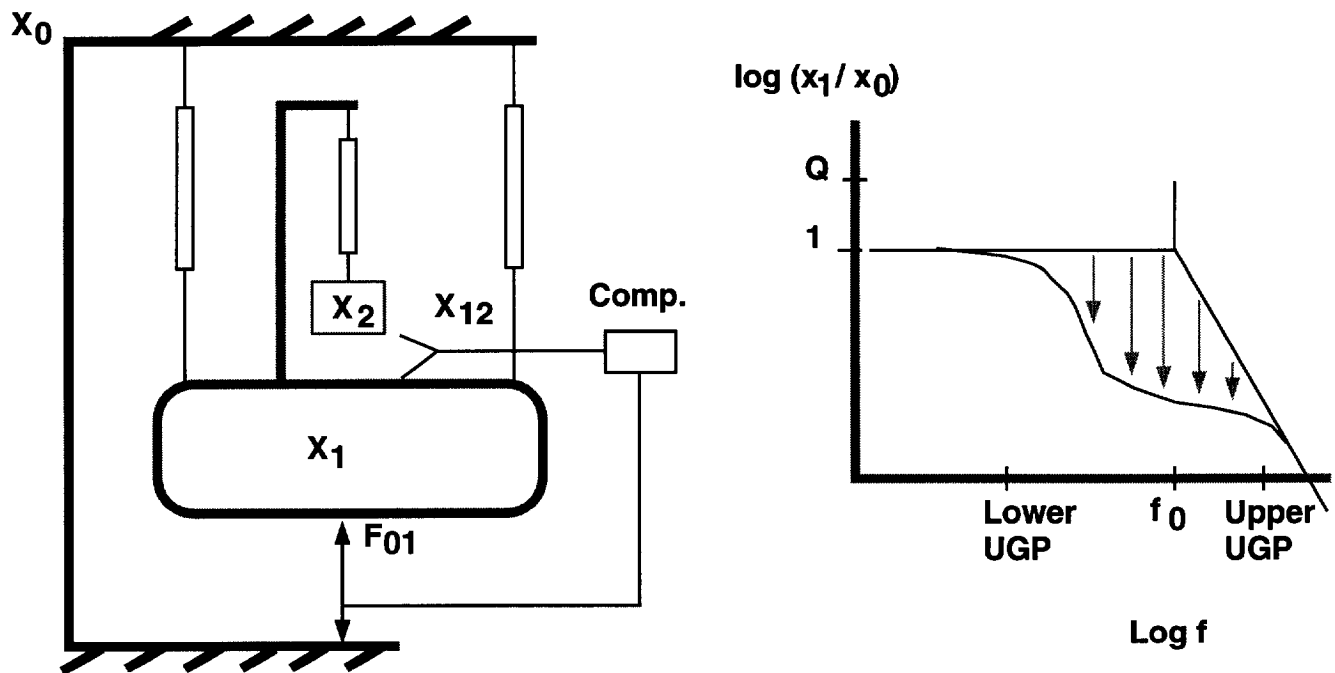 X0
X2
X12
Comp.
X1
F01
log (x1/ x0)
Q
1
Lower
UGP
f0
Upper
UGP
Log f